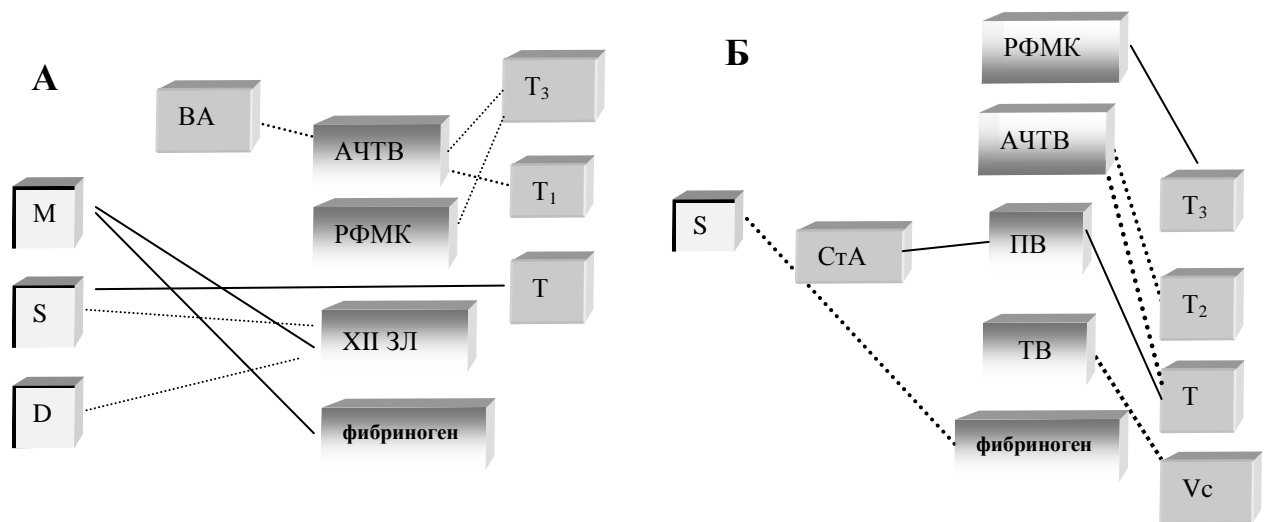 А
ВА
АЧТВ
Т3
Т1
М
РФМК
S
Т
XII ЗЛ
D
фибриноген
Б
РФМК
АЧТВ
Т3
S
СтА
ПВ
Т2
ТВ
Т
фибриноген
Vc